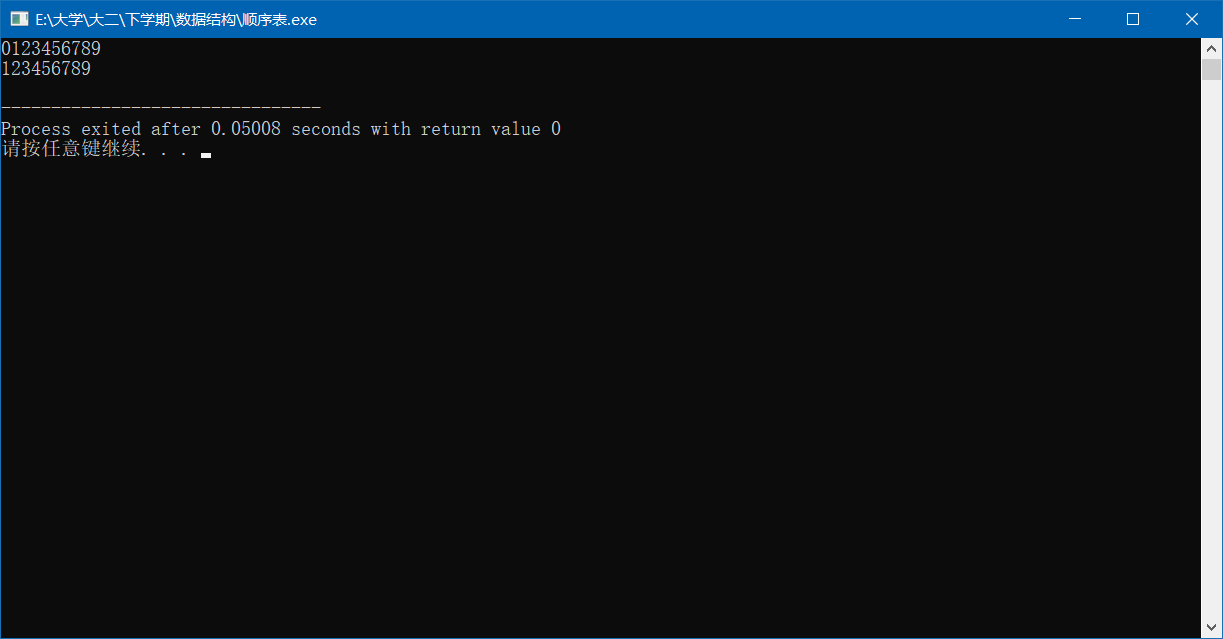 E:\大学\大二\下学期\数据结构\顺序表.exe
0123456789
123456789
--------------------------------
Process exited after 0.05008 seconds with return value 0
请按任意键继续. . .